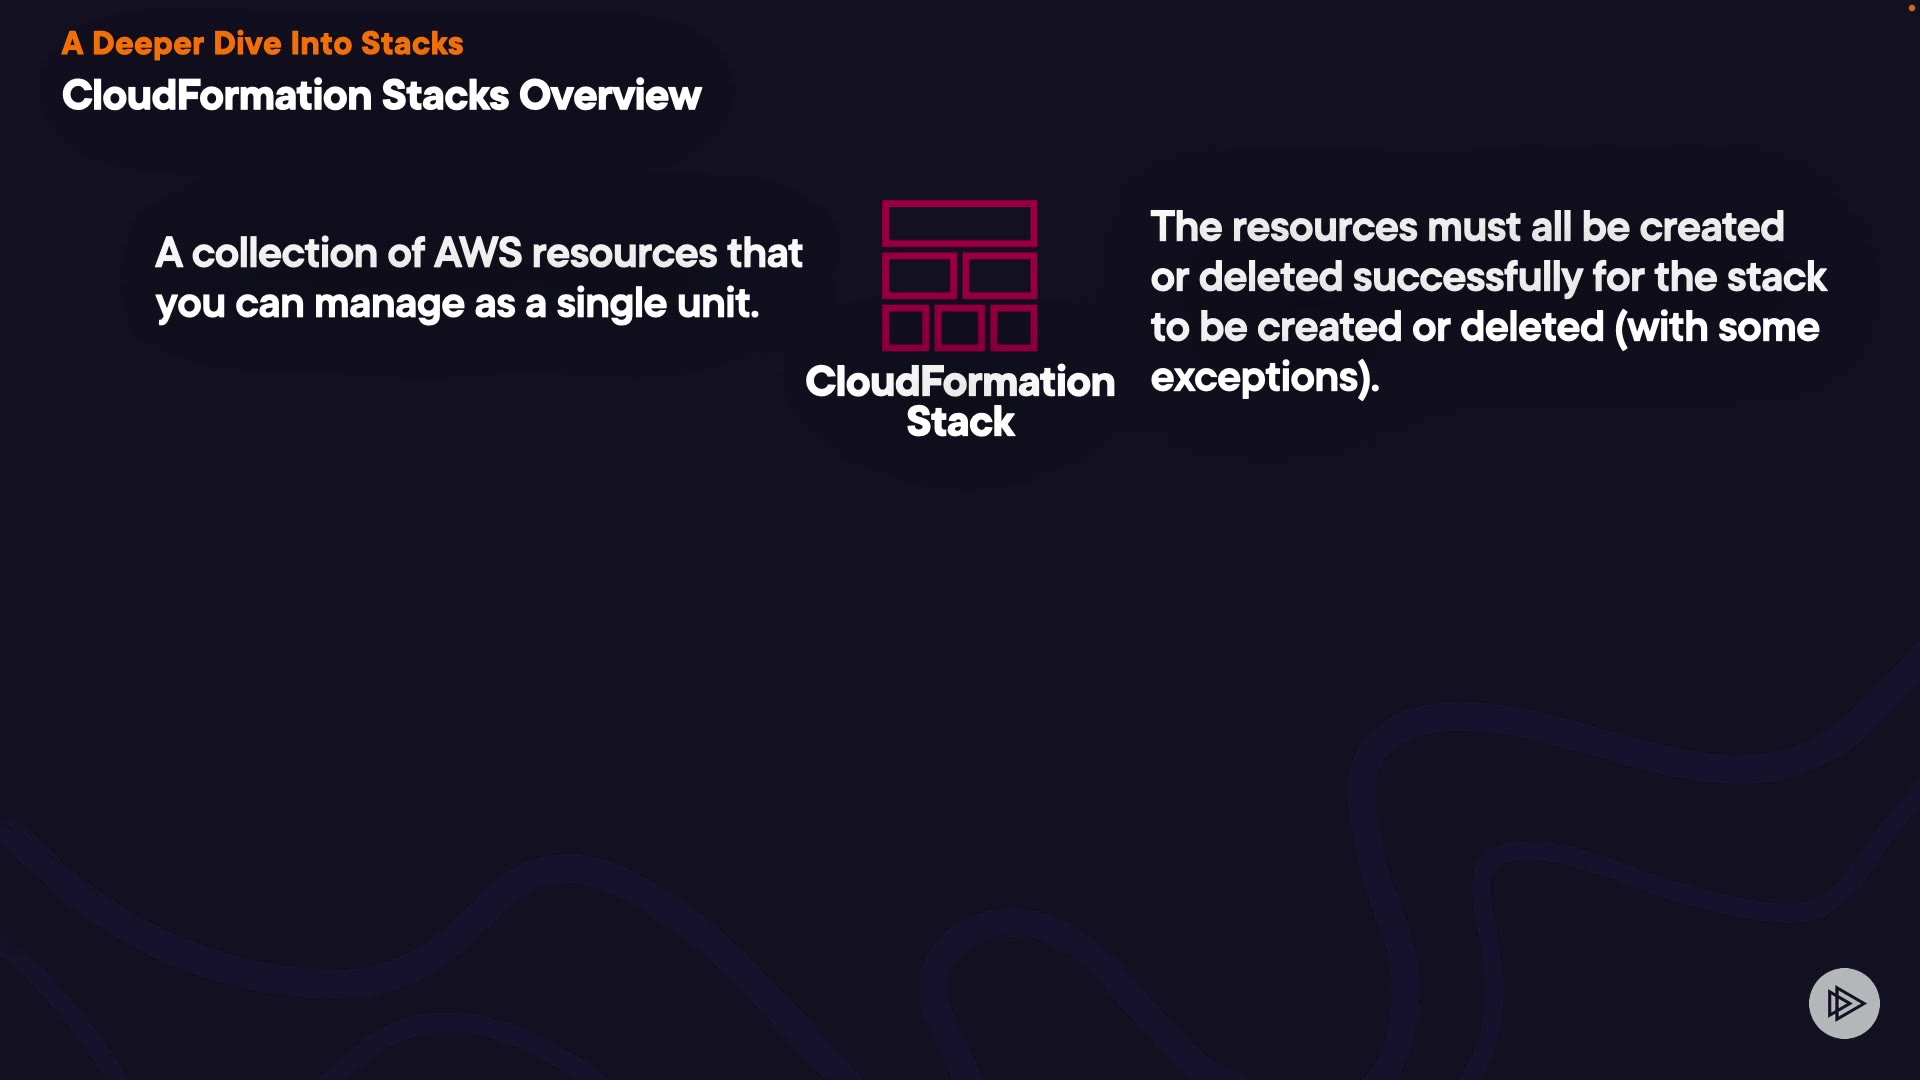 A Deeper Dive Into Stacks
CloudFormation Stacks Overview
A collection of AWS resources that
you can manage as a single unit.
CloudFormation
Stack
The resources must all be created
or deleted successfully for the stack
to be created or deleted (with some
exceptions).